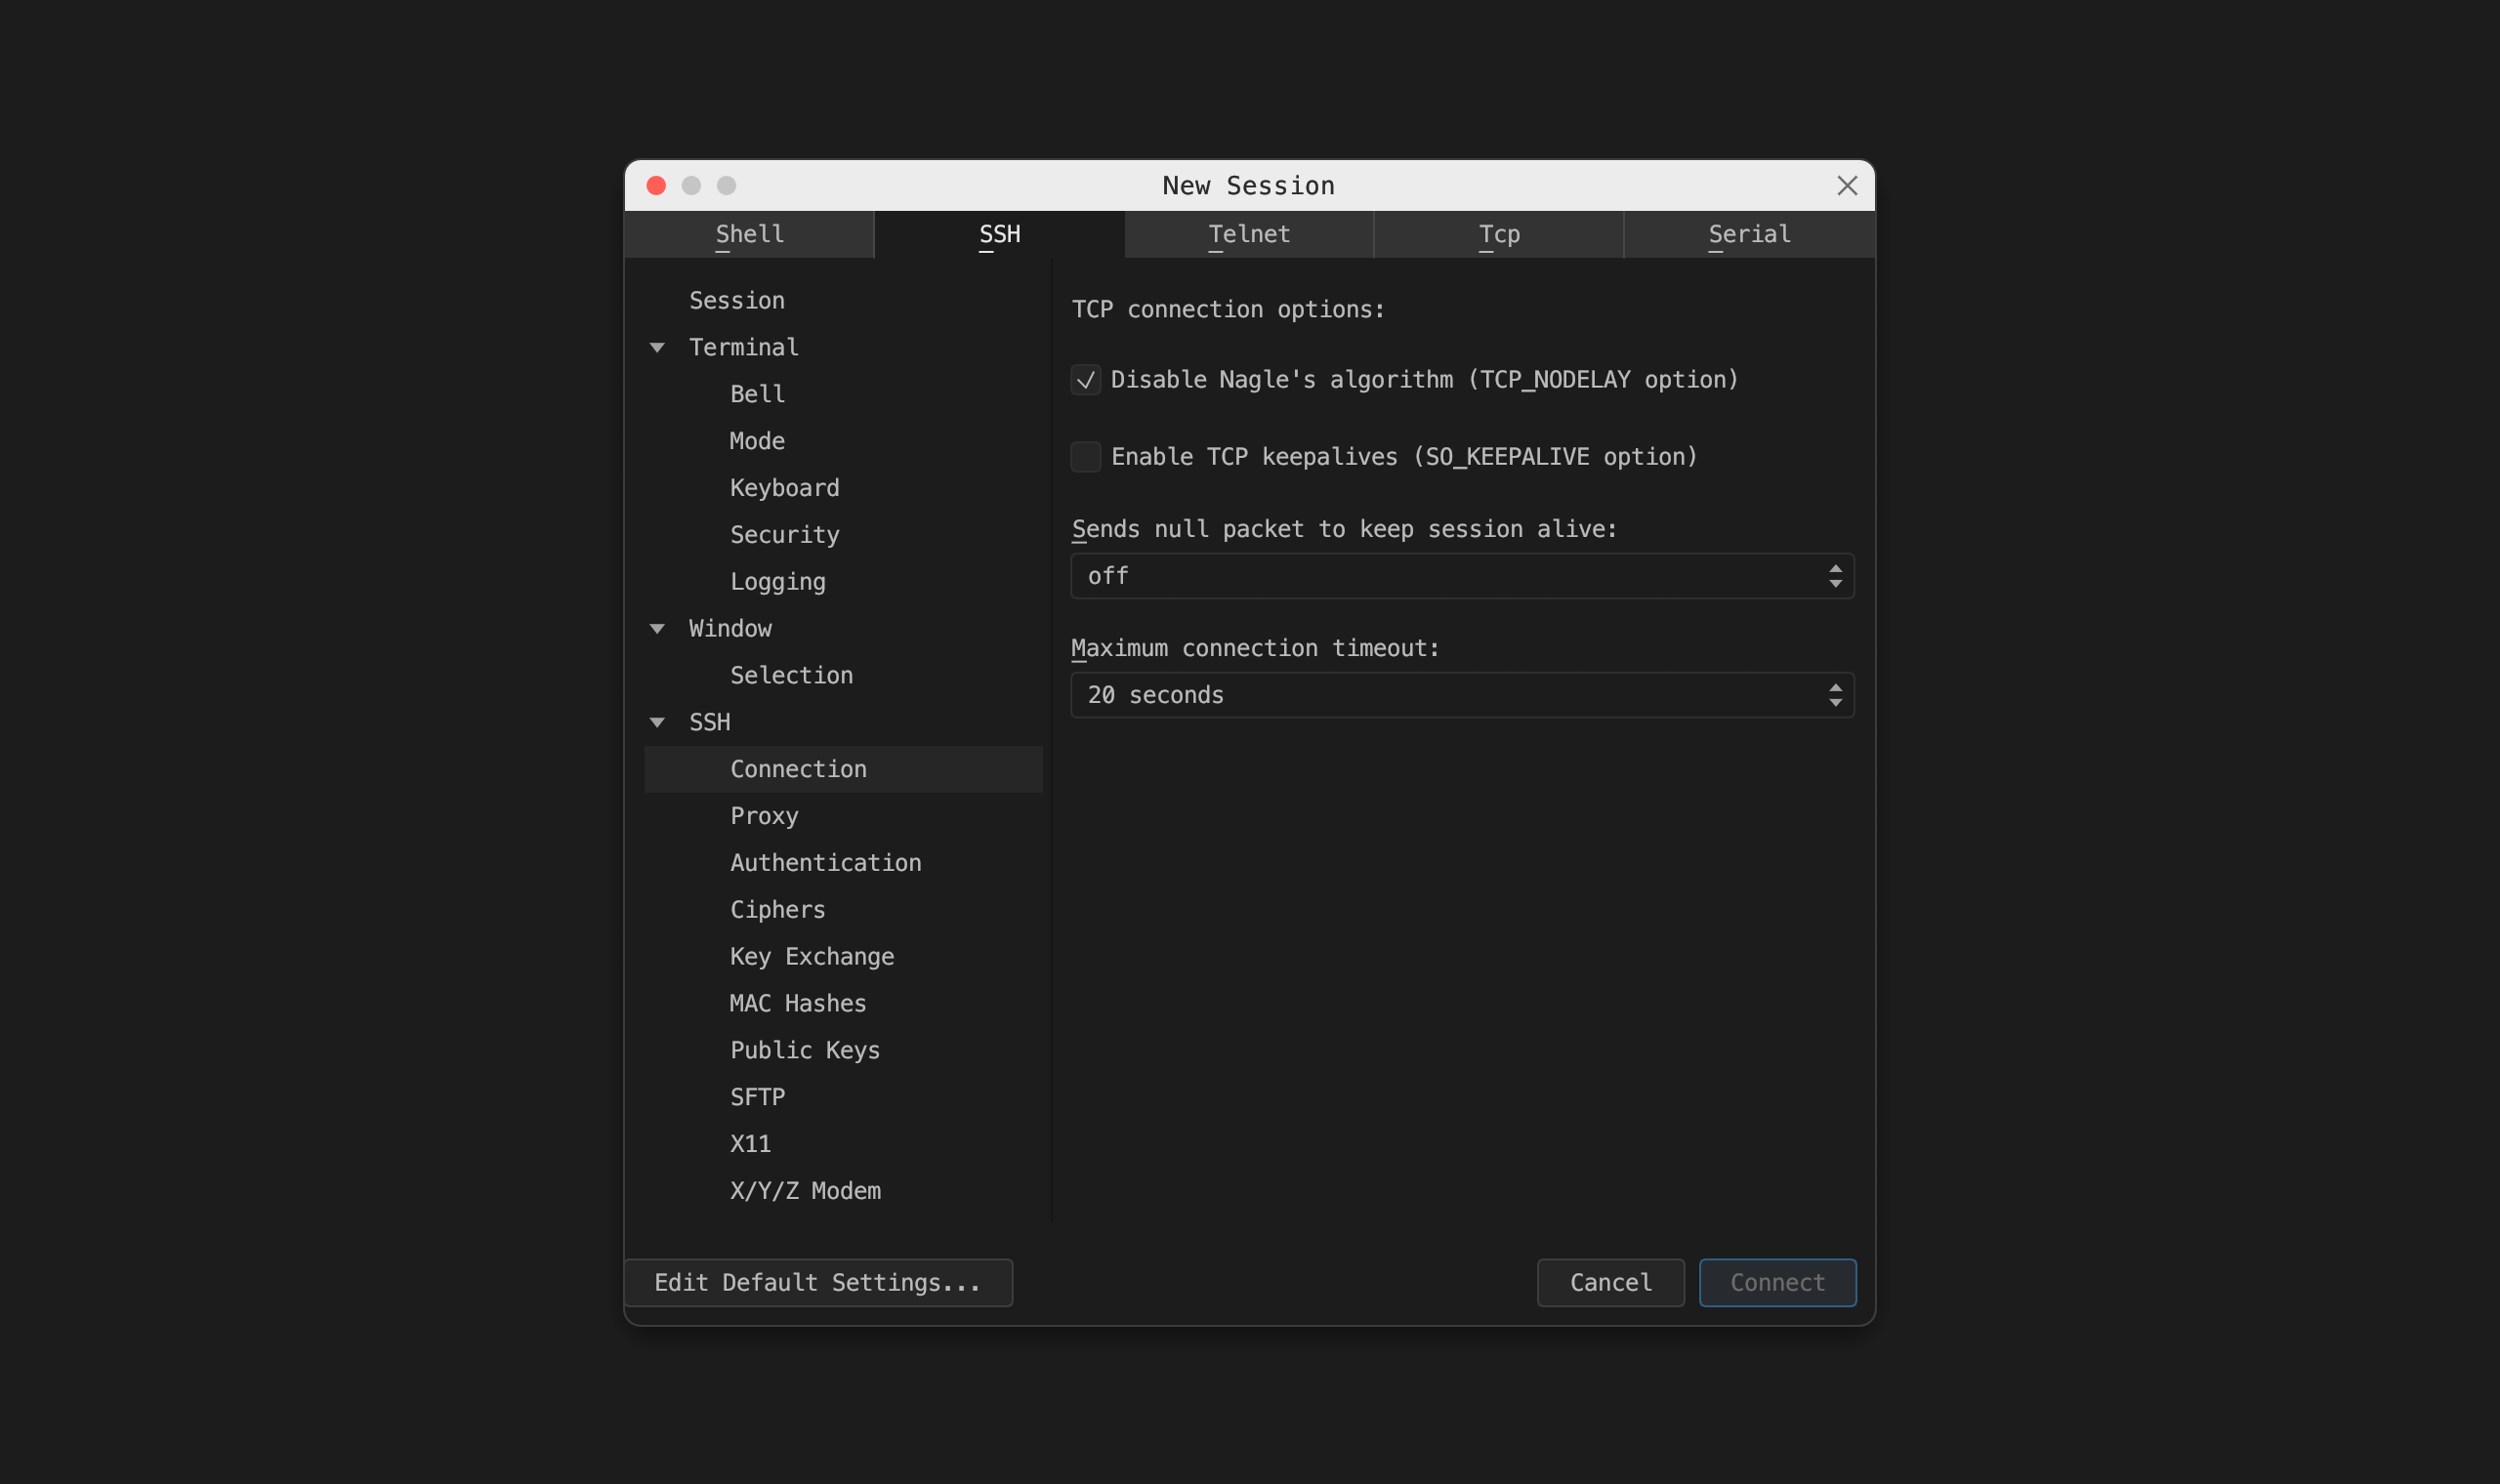 New Session
Shell SSH Telnet Tcp Serial
Session
Terminal
Bell
Mode
Keyboard
Security
Logging
Window
Selection
SSH
Connection
Proxy
Authentication
Ciphers
Key Exchange
MAC Hashes
Public Keys
SFTP
X11
X/Y/Z Modem
TCP connection options:
Disable Nagle's algorithm (TCP_NODELAY option)
Enable TCP keepalives (SO_KEEPALIVE option)
Sends null packet to keep session alive:
off
Maximum connection timeout:
20 seconds
Edit Default Settings... Cancel Connect